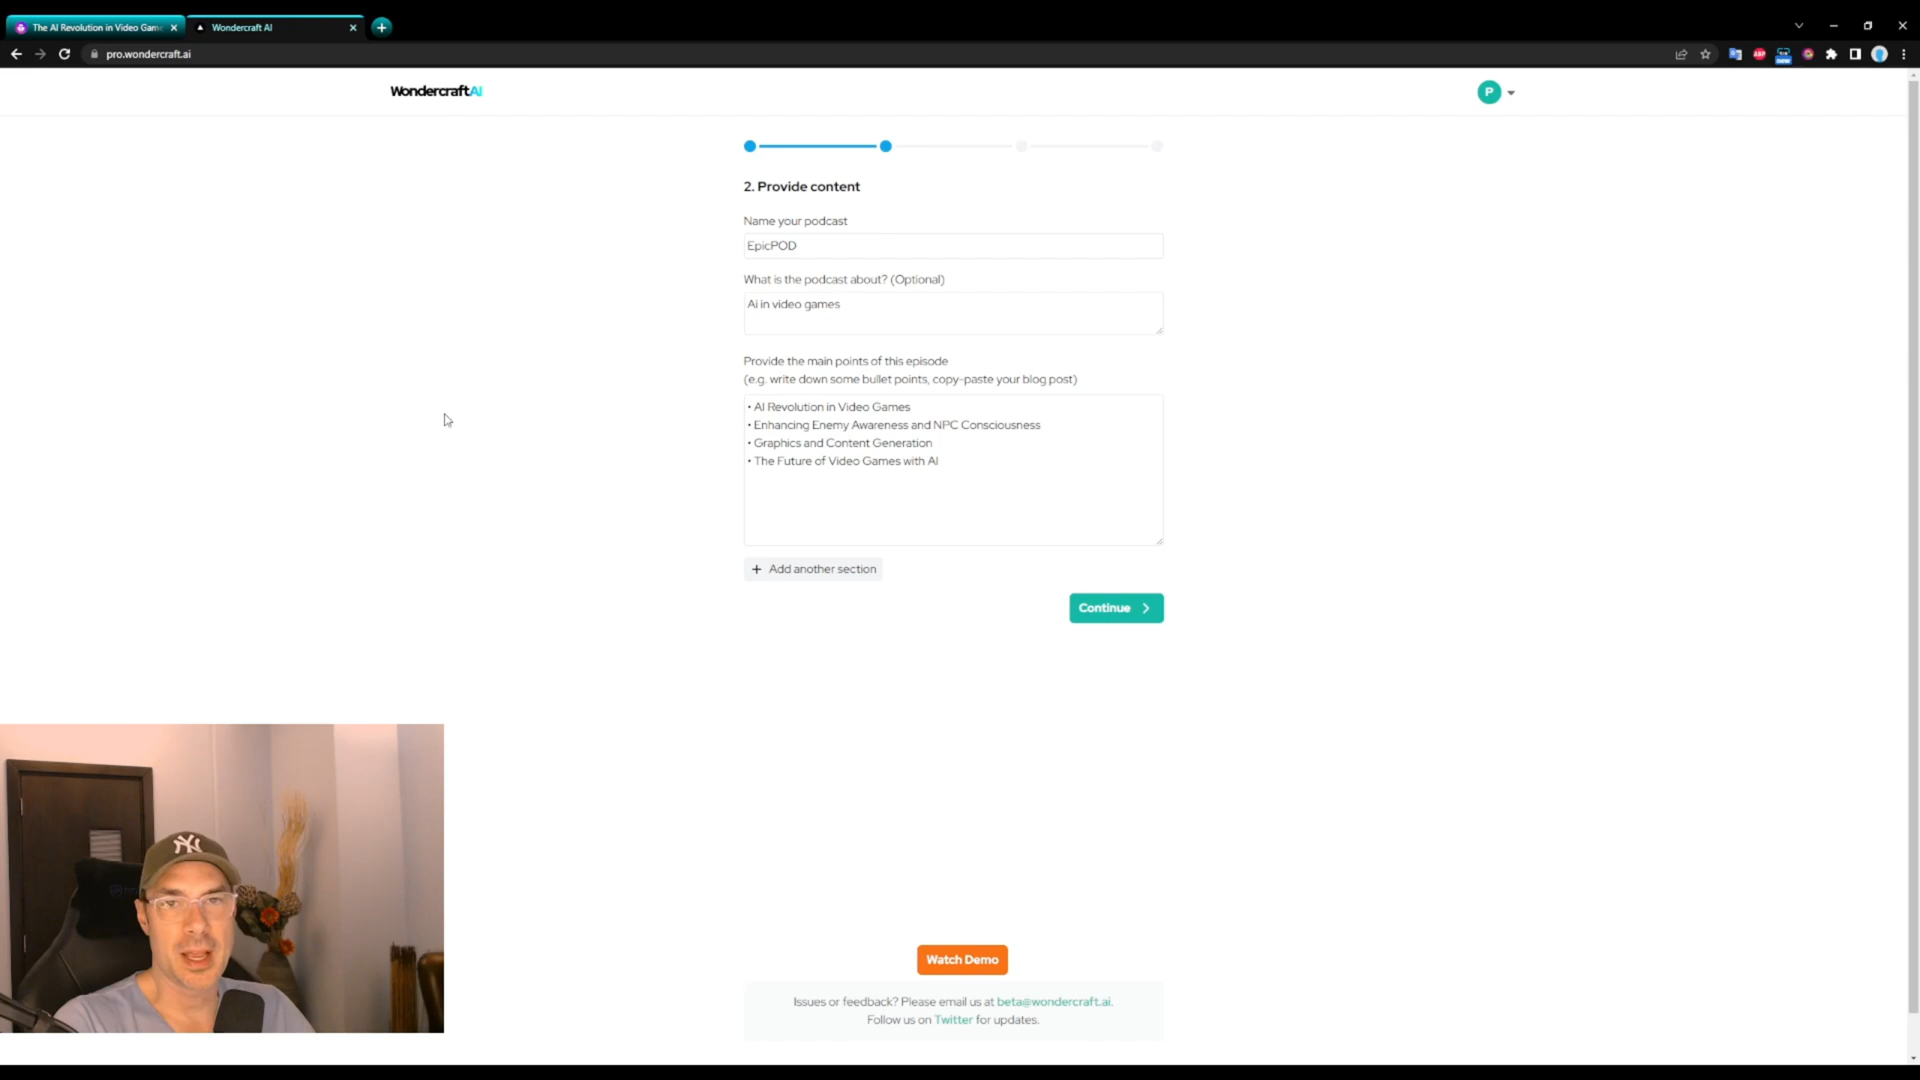 The AI Revolution in Video Gam
Wondercraft AI
pro.wondercraft.ai
WondercraftAI
P
2. Provide content
Name your podcast
EpicPOD
What is the podcast about? (Optional)
Ai in video games
Provide the main points of this episode
(e.g. write down some bullet points, copy-paste your blog post)
• AI Revolution in Video Games
• Enhancing Enemy Awareness and NPC Consciousness
• Graphics and Content Generation
• The Future of Video Games with AI
+ Add another section
Continue
NY
Watch Demo
Issues or feedback? Please email us at beta@wondercraft.ai.
Follow us on Twitter for updates.